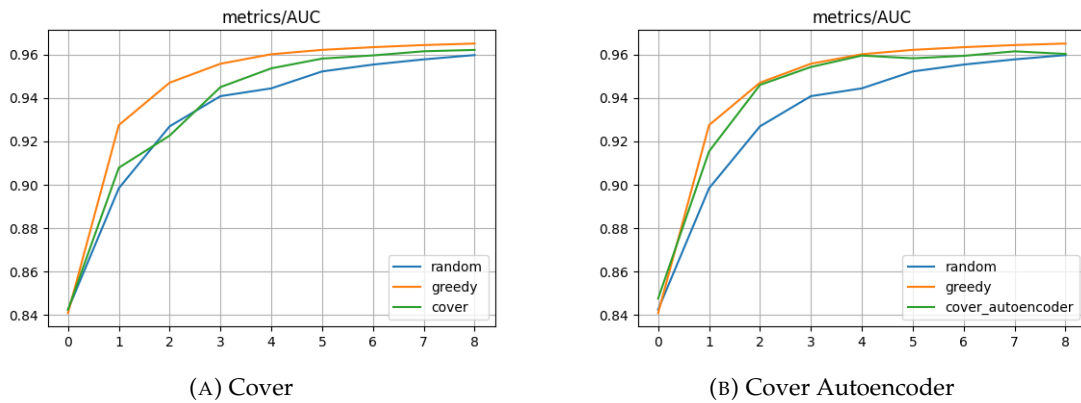 metrics/AUC
0.96
0.94
0.92
0.90
0.88
0.86
0.84
0 1 2 3 4 5 6 7 8
random
greedy
cover
(A) Cover
metrics/AUC
0.96
0.94
0.92
0.90
0.88
0.86
0.84
0 1 2 3 4 5 6 7 8
random
greedy
cover_autoencoder
(B) Cover Autoencoder